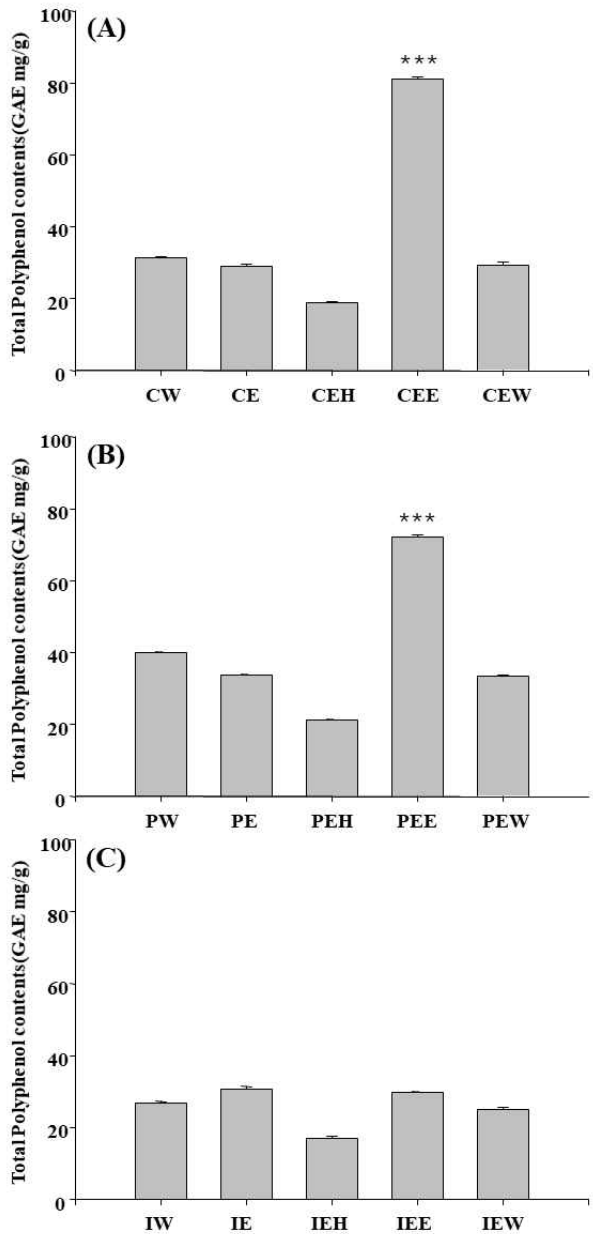 Total Polyphenol contents(GAE mg/g)
(A)
100
80
60
40
20
0
***
CW CE CEH CEE CEW
Total Polyphenol contents(GAE mg/g)
(B)
100
80
60
40
20
0
***
PW PE PEH PEE PEW
Total Polyphenol contents(GAE mg/g)
(C)
100
80
60
40
20
0
IW IE IEH IEE IEW